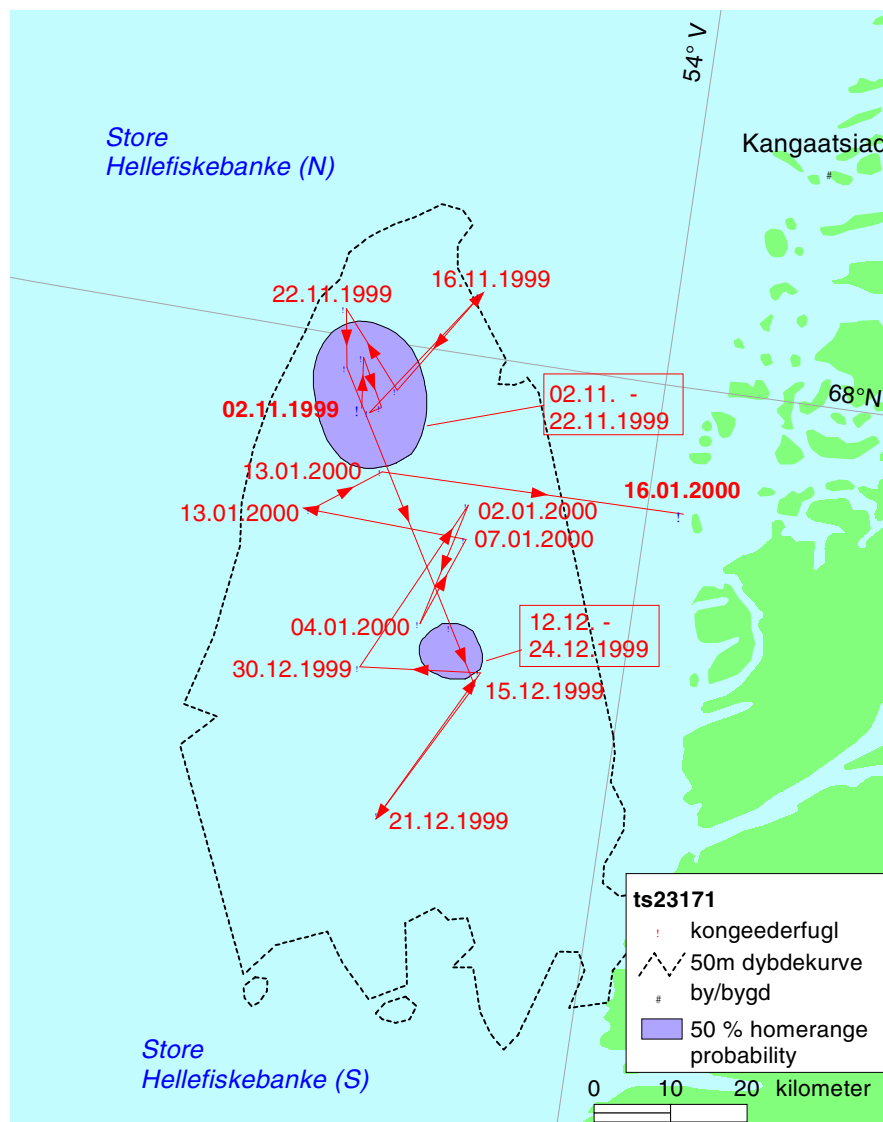 54° V
Store
Hellefiskebanke (N)
Kangaatsiad
#
16.11.1999
22.11.1999
68°N
02.11. -
22.11.1999
02.11.1999
13.01.2000
16.01.2000
13.01.2000
02.01.2000
07.01.2000
04.01.2000
12.12. -
24.12.1999
30.12.1999
15.12.1999
21.12.1999
ts23171
! kongeederfugl
50m dybdekurve
# by/bygd
50 % homerange
probability
Store
Hellefiskebanke (S)
0 10 20 kilometer